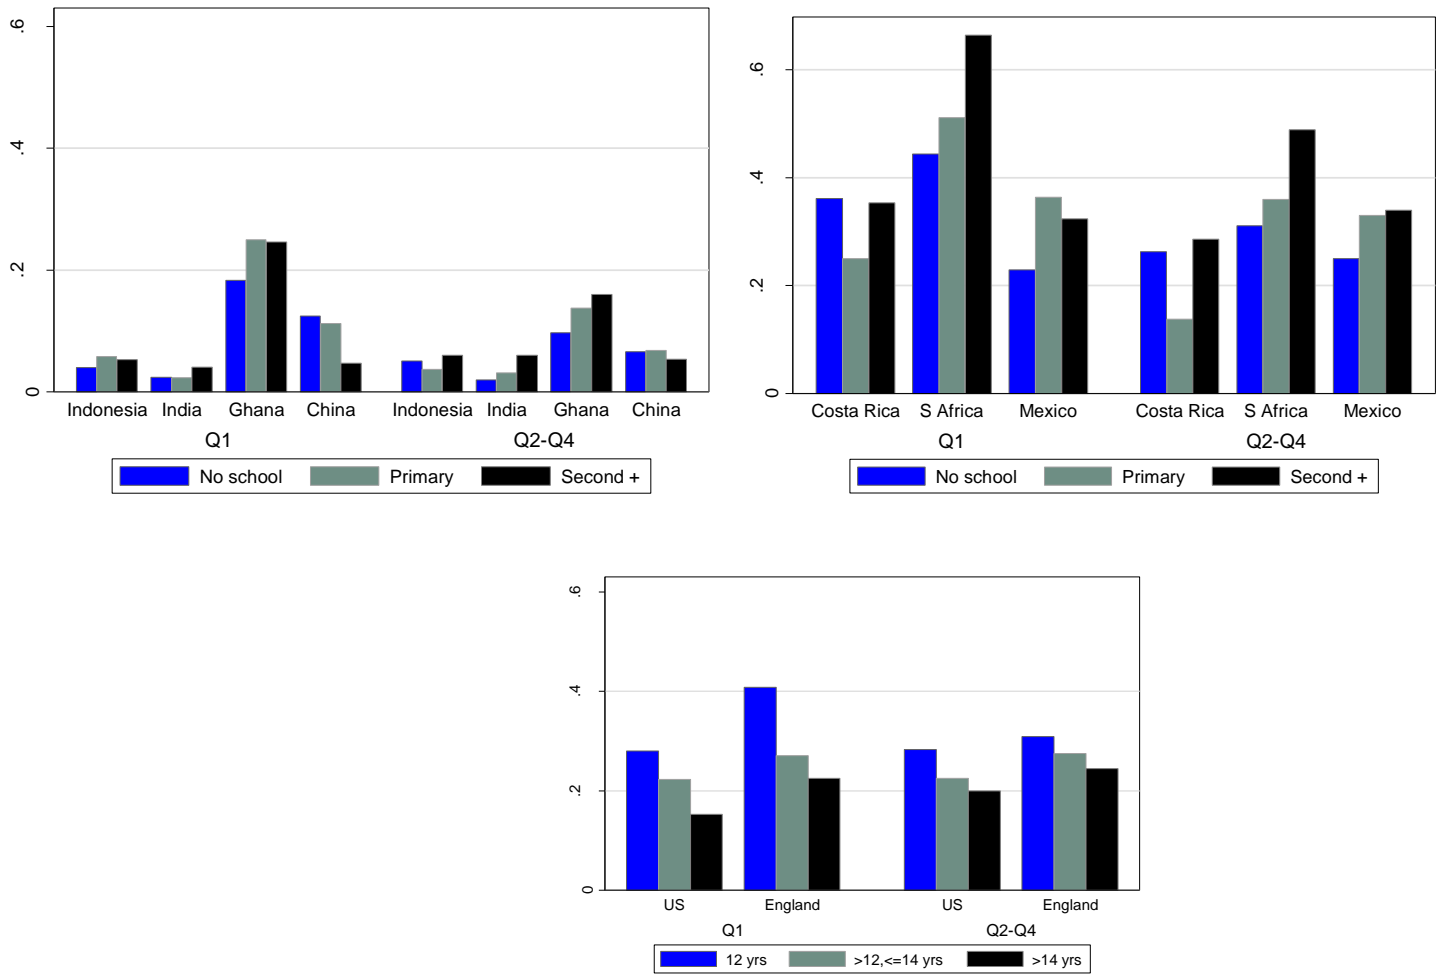 .6
.4
.2
0
Indonesia India Ghana China Indonesia India Ghana China
Q1 Q2-Q4
No school Primary Second +
.6
.4
.2
0
Costa Rica S Africa Mexico Costa Rica S Africa Mexico
Q1 Q2-Q4
No school Primary Second +
.6
.4
.2
0
US England US England
Q1 Q2-Q4
12 yrs >12,<=14 yrs >14 yrs